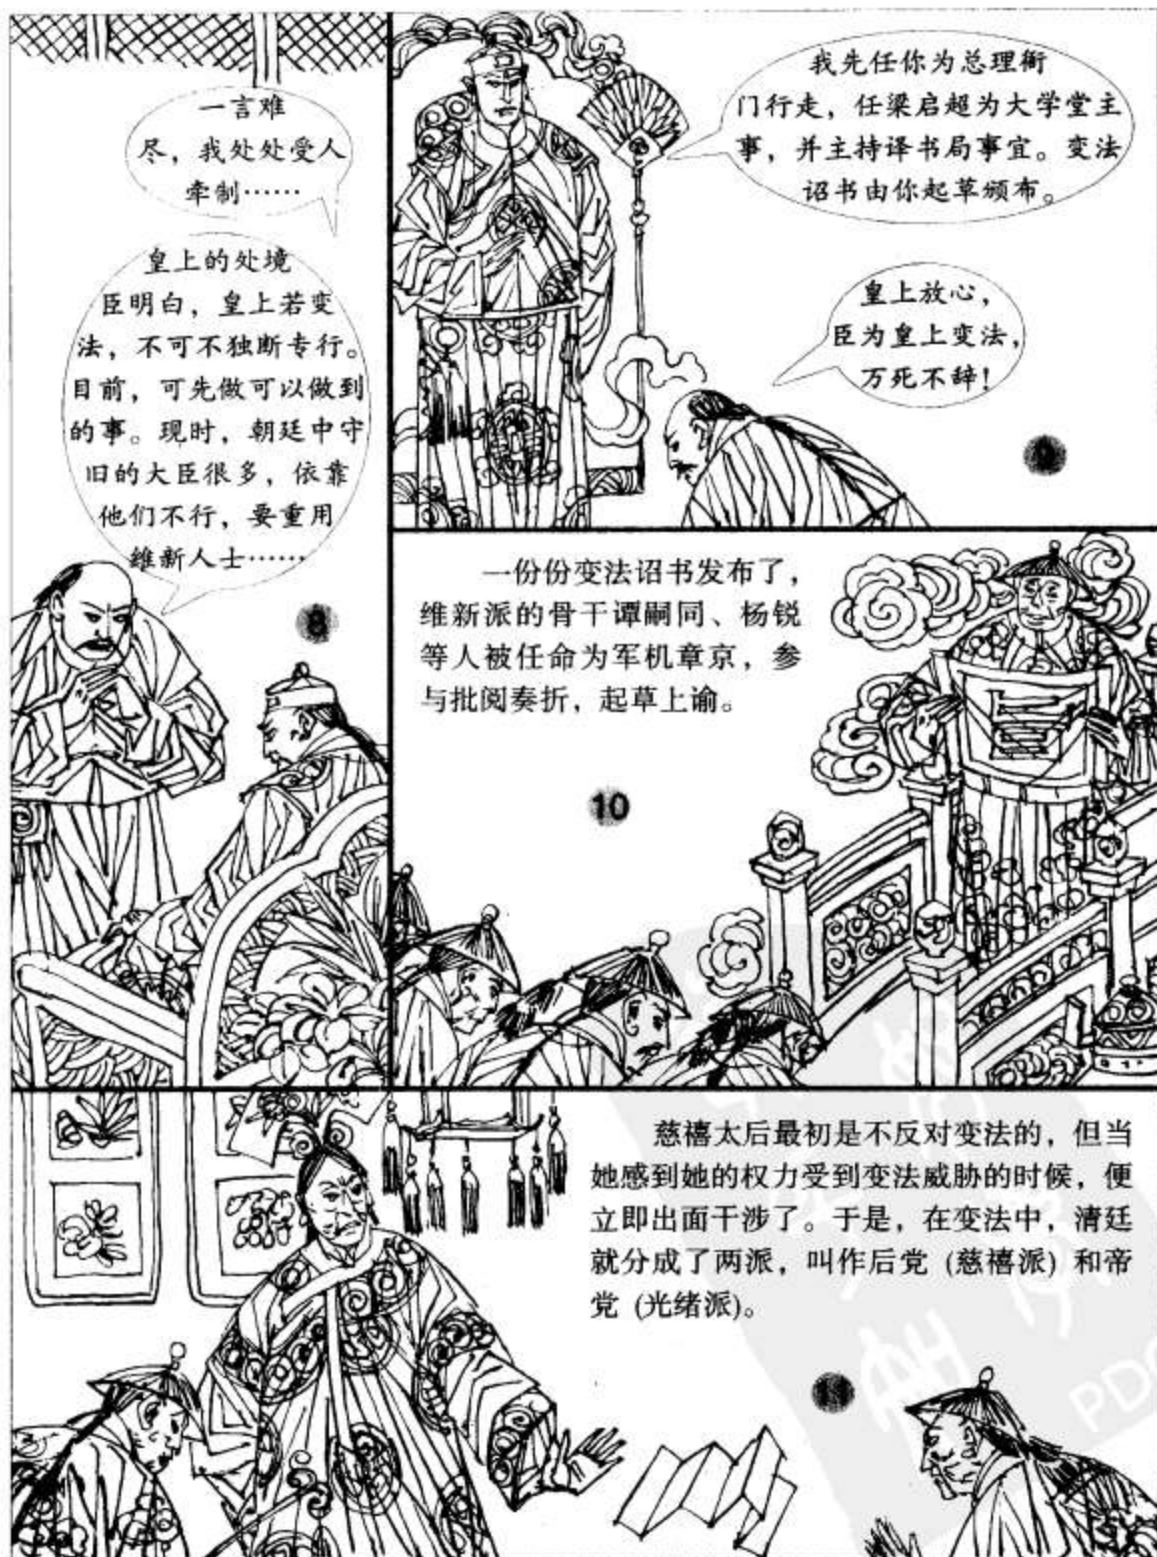 一言难
尽，我处处受人
牵制……
皇上的处境
臣明白，皇上若变
法，不可不独断专行。
目前，可先做可以做到
的事。现时，朝廷中守
旧的大臣很多，依靠
他们不行，要重用
维新人士……
8
我先任你为总理衙
门行走，任梁启超为大学堂主
事，并主持译书局事宜。变法
诏书由你起草颁布。
皇上放心，
臣为皇上变法，
万死不辞！
9
一份份变法诏书发布了，
维新派的骨干谭嗣同、杨锐
等人被任命为军机章京，参
与批阅奏折，起草上谕。
10
慈禧太后最初是不反对变法的，但当
她感到她的权力受到变法威胁的时候，便
立即出面干涉了。于是，在变法中，清廷
就分成了两派，叫作后党 (慈禧派) 和帝
党 (光绪派)。
11